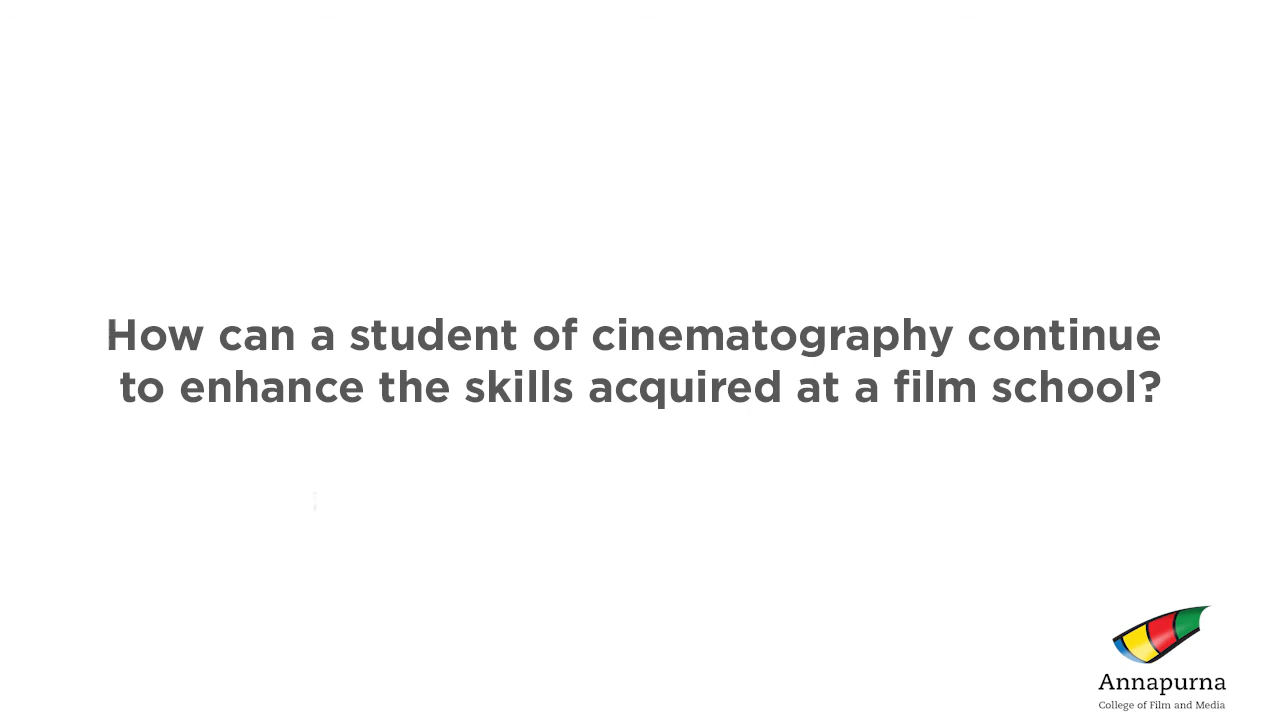 How can a student of cinematography continue
to enhance the skills acquired at a film school?
Annapurna
College of Film and Media